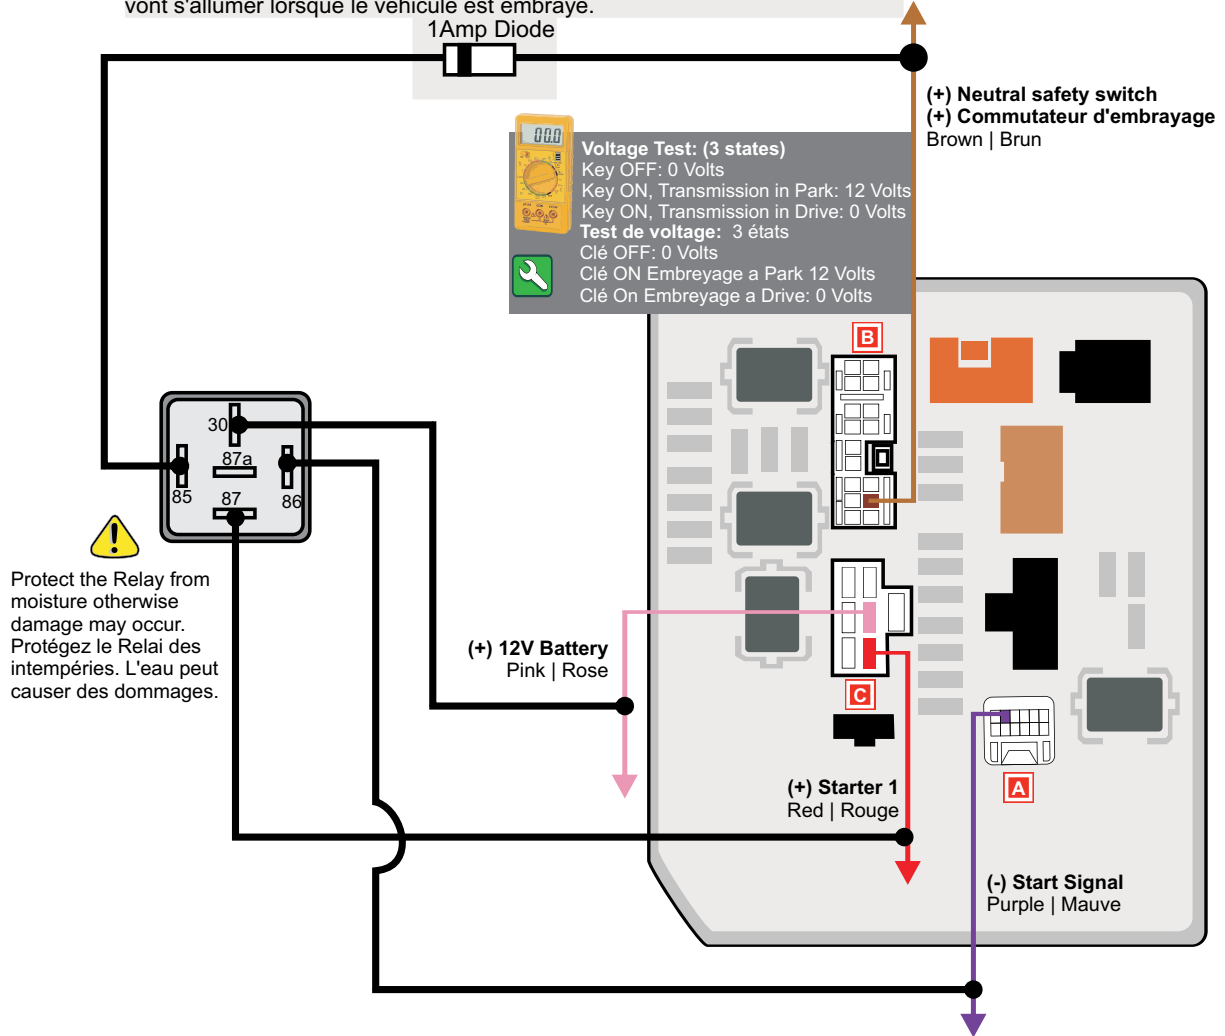 vont s'allumer lorsque le véhicule est embrayé.
1Amp Diode
(+) Neutral safety switch
(+) Commutateur d'embrayage
Brown | Brun
00.0
Voltage Test: (3 states)
Key OFF: 0 Volts
Key ON, Transmission in Park: 12 Volts
Key ON, Transmission in Drive: 0 Volts
Test de voltage: 3 états
Clé OFF: 0 Volts
Clé ON Embreyage a Park 12 Volts
Clé On Embreyage a Drive: 0 Volts
B
30
87a
85
87
86
Protect the Relay from
moisture otherwise
damage may occur.
Protégez le Relai des
intempéries. L'eau peut
causer des dommages.
(+) 12V Battery
Pink | Rose
C
A
(+) Starter 1
Red | Rouge
(-) Start Signal
Purple | Mauve